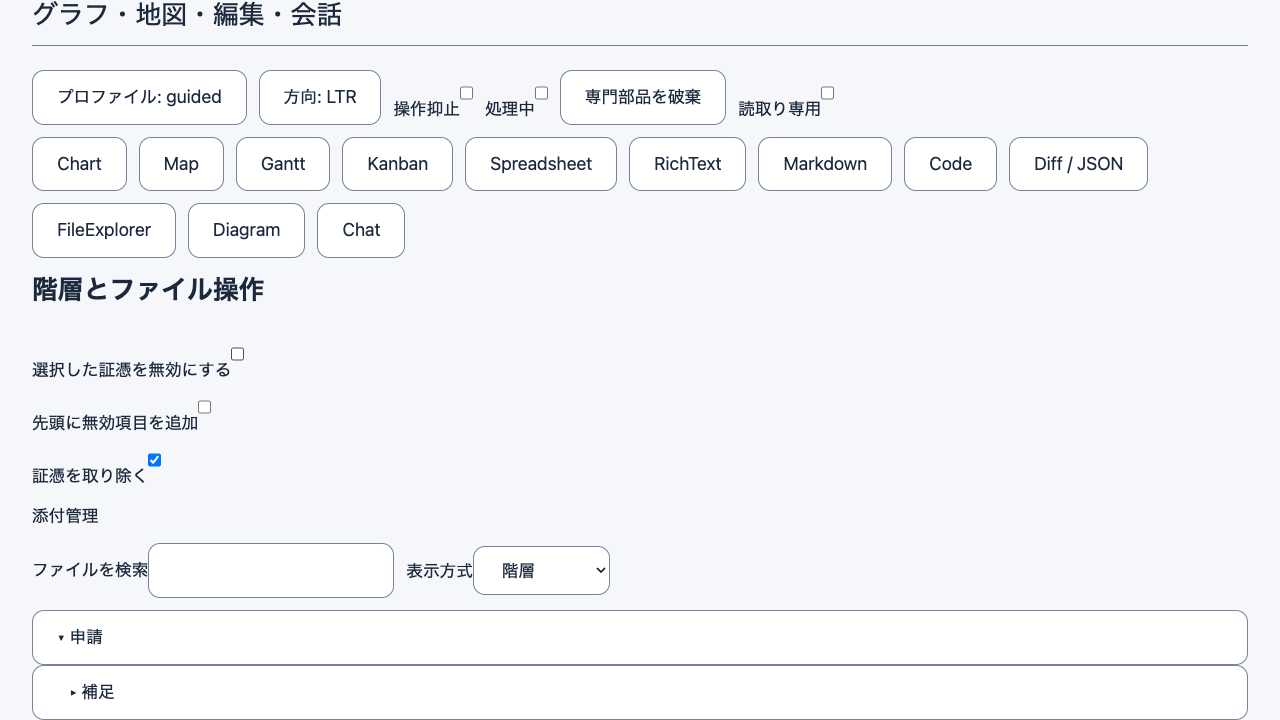 グラフ・地図・編集・会話
プロファイル: guided 方向: LTR 操作抑止 処理中 専門部品を破棄 読取り専用
Chart Map Gantt Kanban Spreadsheet RichText Markdown Code Diff / JSON
FileExplorer Diagram Chat
階層とファイル操作
選択した証憑を無効にする
先頭に無効項目を追加
証憑を取り除く
添付管理
ファイルを検索 表示方式 階層
▾ 申請
▸ 補足